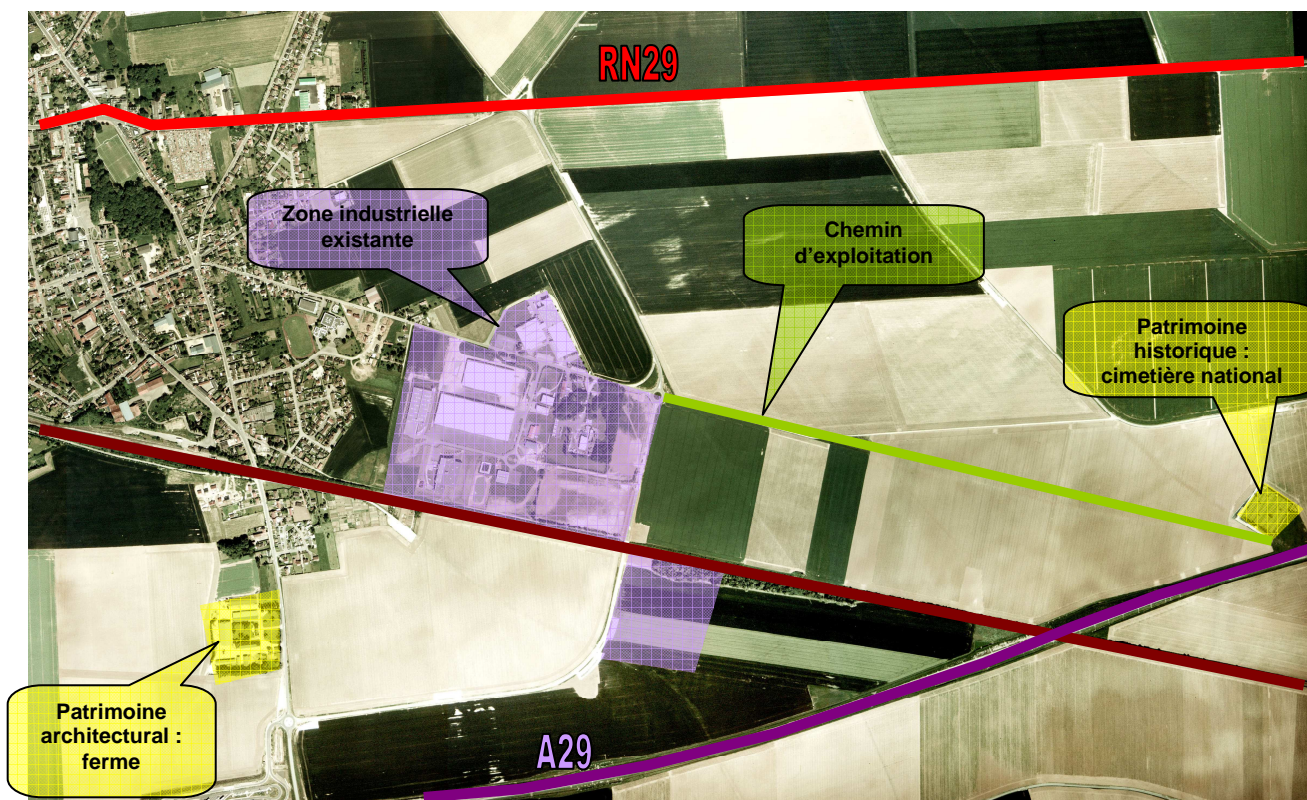 RN29
Zone industrielle
existante
Chemin
d'exploitation
Patrimoine
historique :
cimetière national
Patrimoine
architectural :
ferme
A29